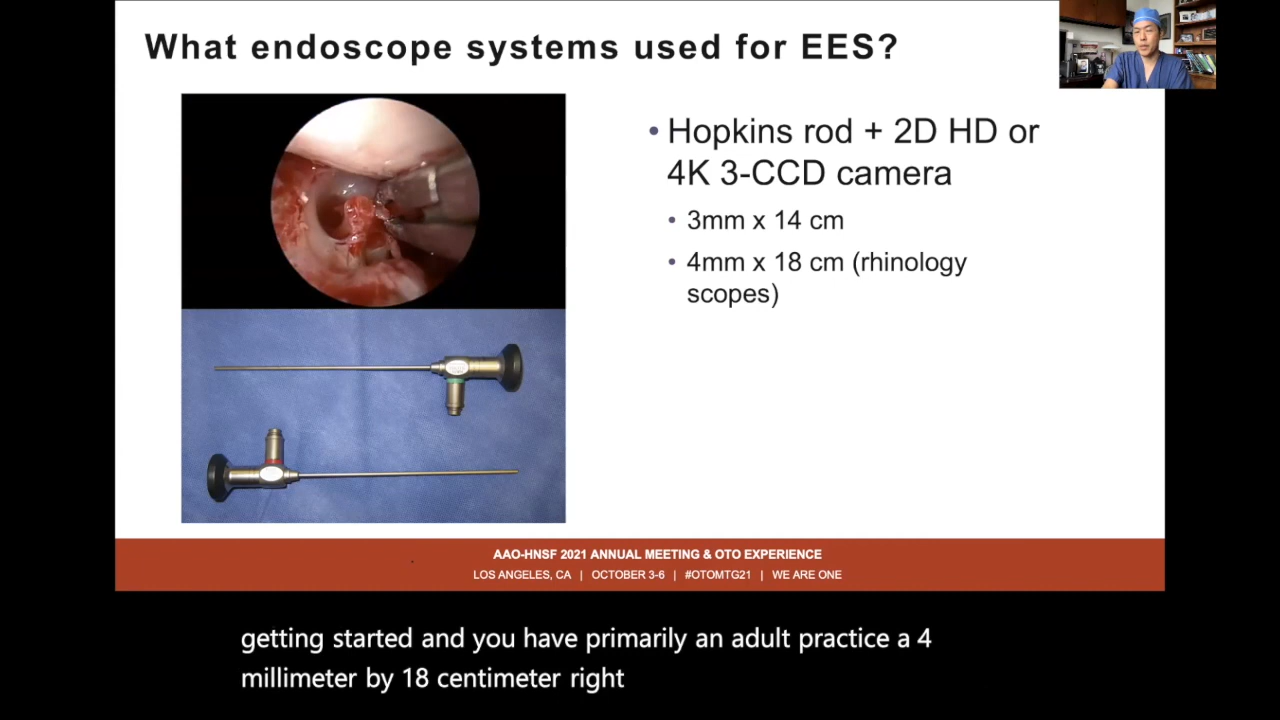 What endoscope systems used for EES?
• Hopkins rod + 2D HD or
4K 3-CCD camera
• 3mm x 14 cm
• 4mm x 18 cm (rhinology
scopes)
AAO-HNSF 2021 ANNUAL MEETING & OTO EXPERIENCE
LOS ANGELES, CA | OCTOBER 3-6 | #OTOMTG21 | WE ARE ONE
getting started and you have primarily an adult practice a 4
millimeter by 18 centimeter right